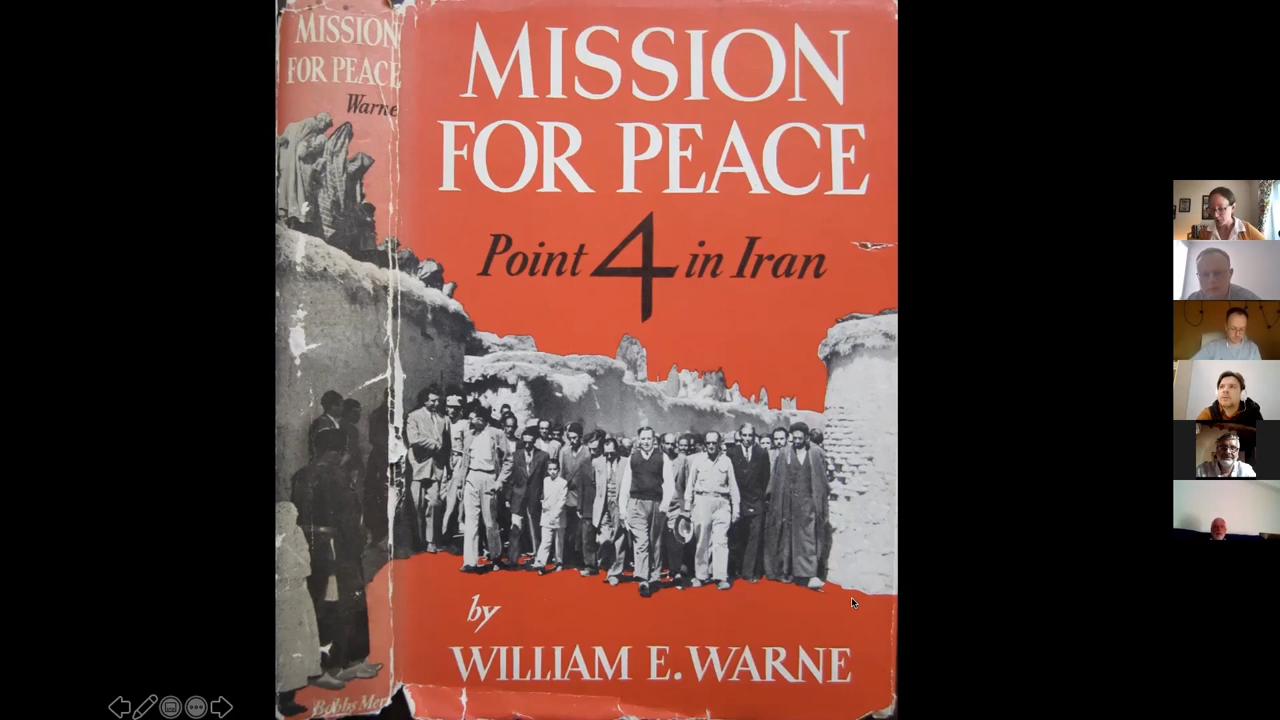 MISSION
FOR PEACE
Warne
MISSION
FOR PEACE
Point 4 in Iran
by
WILLIAM E. WARNE